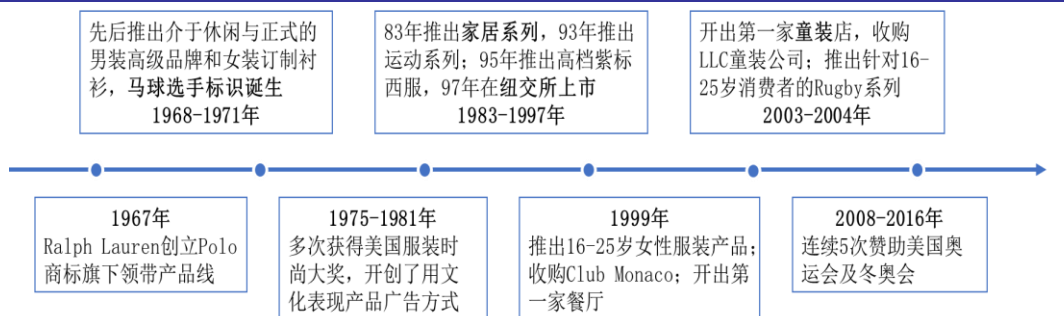 先后推出介于休闲与正式的
男装高级品牌和女装订制衬
衫，马球选手标识诞生
1968-1971年
83年推出家居系列，93年推出
运动系列；95年推出高档紫标
西服，97年在纽交所上市
1983-1997年
开出第一家童装店，收购
LLC童装公司；推出针对16-
25岁消费者的Rugby系列
2003-2004年
1967年
Ralph Lauren创立Polo
商标旗下领带产品线
1975-1981年
多次获得美国服装时
尚大奖，开创了用文
化表现产品广告方式
1999年
推出16-25岁女性服装产品；
收购Club Monaco；开出第
一家餐厅
2008-2016年
连续5次赞助美国奥
运会及冬奥会